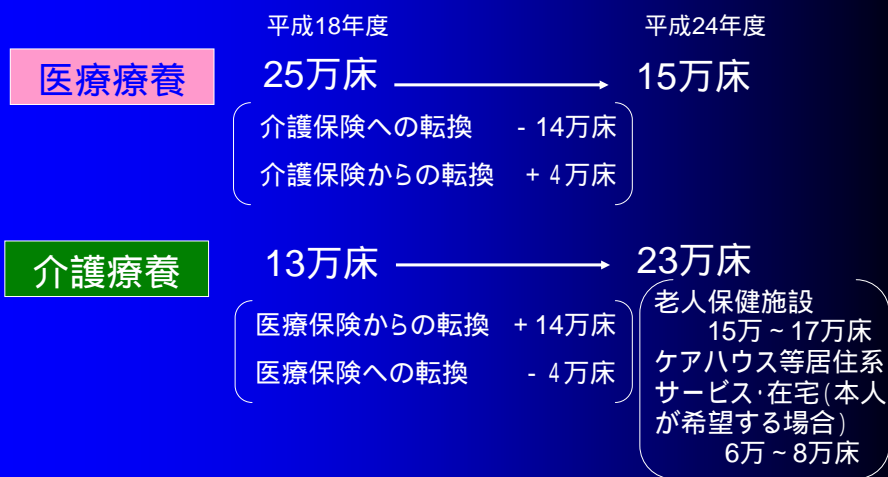 平成18年度 平成24年度
医療療養 25万床 15万床
介護保険への転換 - 14万床
介護保険からの転換 + 4万床
介護療養 13万床 23万床
医療保険からの転換 + 14万床
医療保険への転換 - 4万床
老人保健施設
15万~17万床
ケアハウス等居住系
サービス・在宅(本人
が希望する場合)
6万~8万床